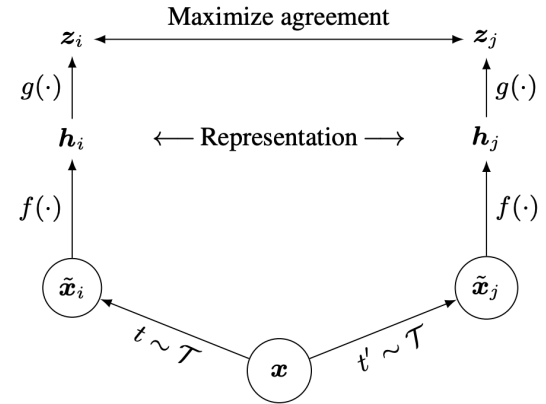 Maximize agreement
z_i z_j
g(·) g(·)
h_i ← Representation → h_j
f(·) f(·)
x̃_i x̃_j
t ~ 𝒯 t' ~ 𝒯
x